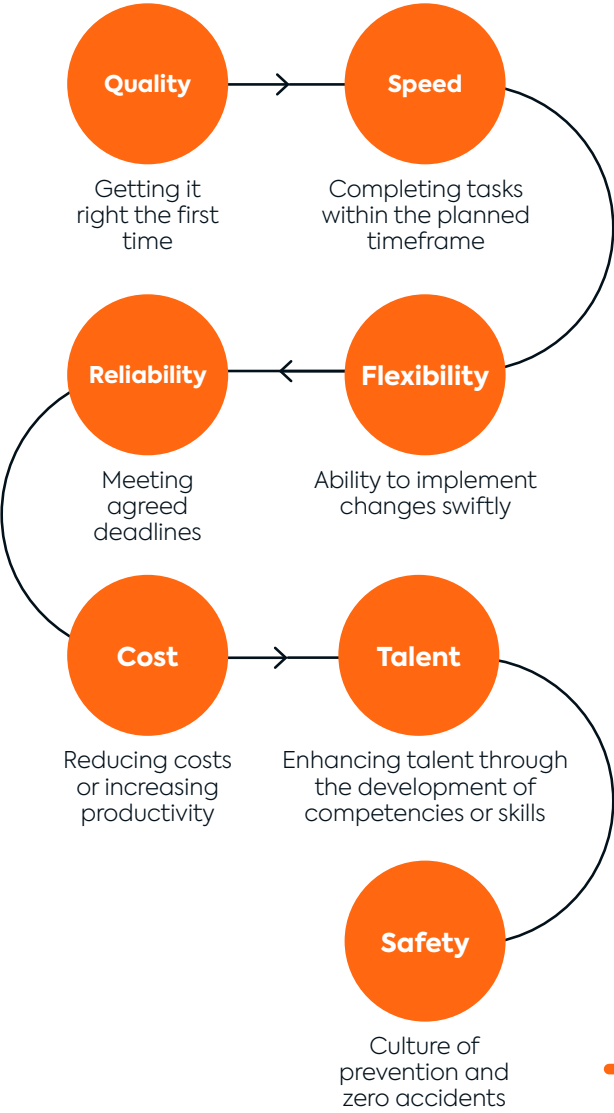 Quality
Getting it
right the first
time
Speed
Completing tasks
within the planned
timeframe
Flexibility
Ability to implement
changes swiftly
Reliability
Meeting
agreed
deadlines
Cost
Reducing costs
or increasing
productivity
Talent
Enhancing talent through
the development of
competencies or skills
Safety
Culture of
prevention and
zero accidents